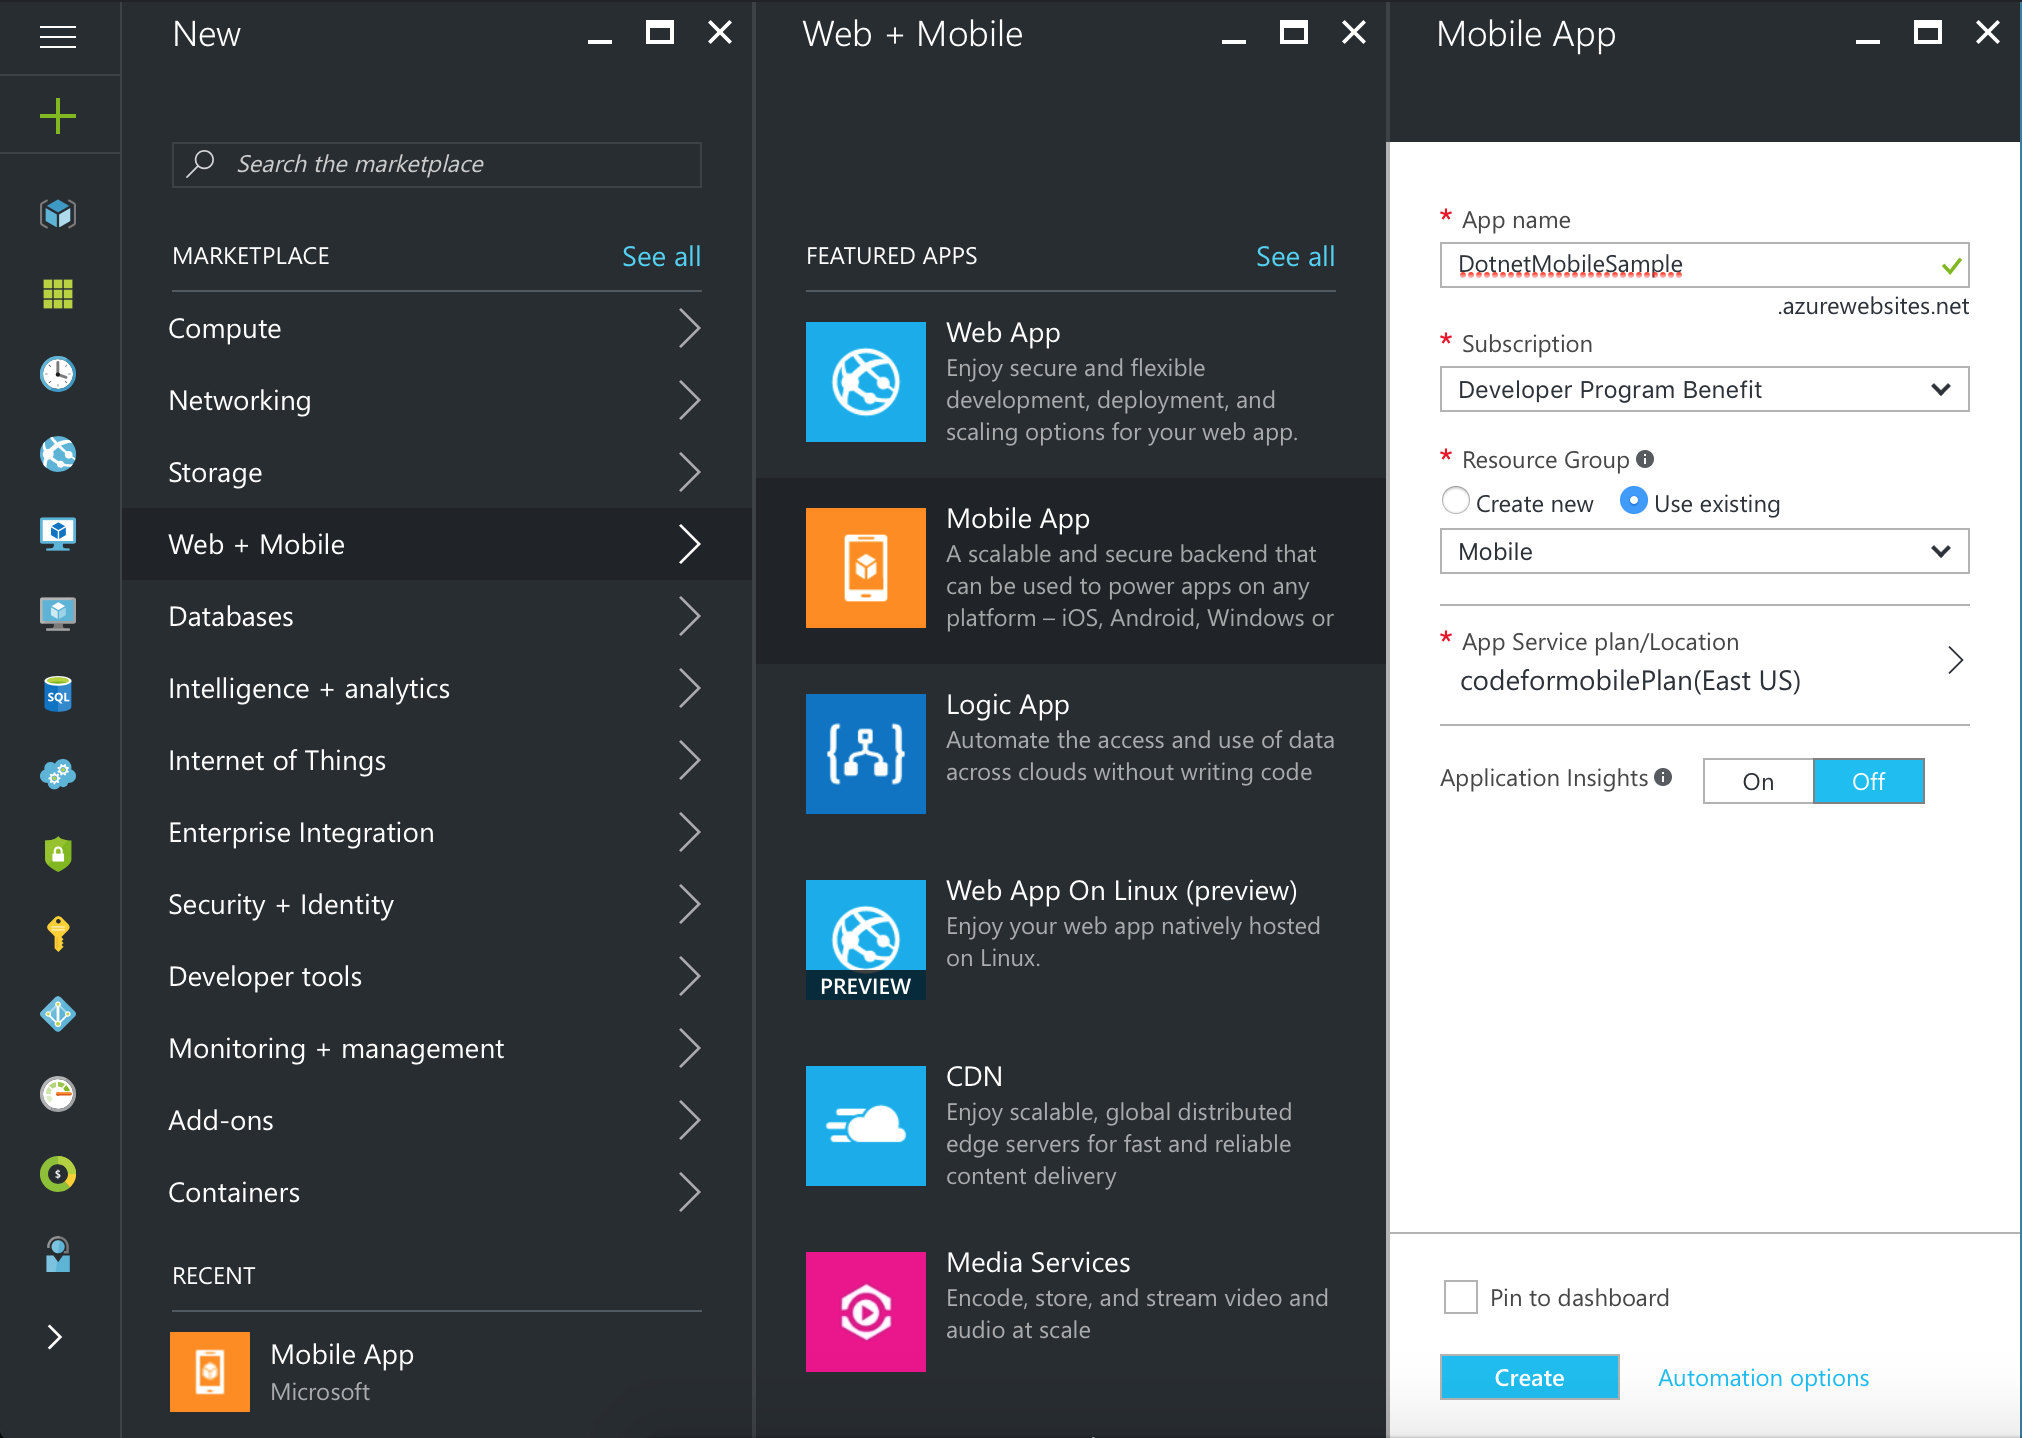 New
Search the marketplace
MARKETPLACE See all
Compute
Networking
Storage
Web + Mobile
Databases
Intelligence + analytics
Internet of Things
Enterprise Integration
Security + Identity
Developer tools
Monitoring + management
Add-ons
Containers
RECENT
Mobile App
Microsoft
SQL
$
Web + Mobile
FEATURED APPS See all
Web App
Enjoy secure and flexible
development, deployment, and
scaling options for your web app.
Mobile App
A scalable and secure backend that
can be used to power apps on any
platform – iOS, Android, Windows or
Logic App
Automate the access and use of data
across clouds without writing code
Web App On Linux (preview)
Enjoy your web app natively hosted
on Linux.
PREVIEW
CDN
Enjoy scalable, global distributed
edge servers for fast and reliable
content delivery
Media Services
Encode, store, and stream video and
audio at scale
Mobile App
* App name
DotnetMobileSample
.azurewebsites.net
* Subscription
Developer Program Benefit
* Resource Group
Create new Use existing
Mobile
* App Service plan/Location
codeformobilePlan(East US)
Application Insights On Off
Pin to dashboard
Create Automation options